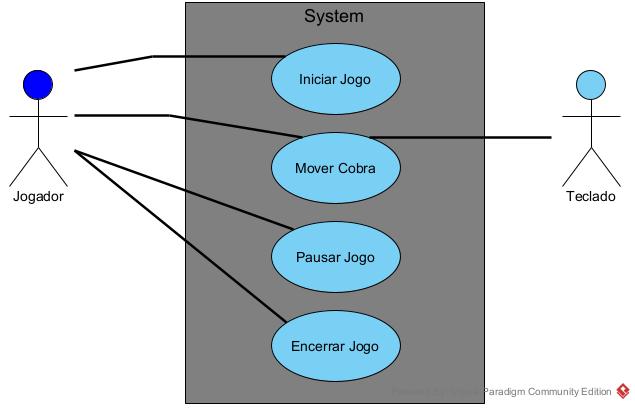 System
Iniciar Jogo
Mover Cobra
Jogador
Teclado
Pausar Jogo
Encerrar Jogo
Powered By Visual Paradigm Community Edition